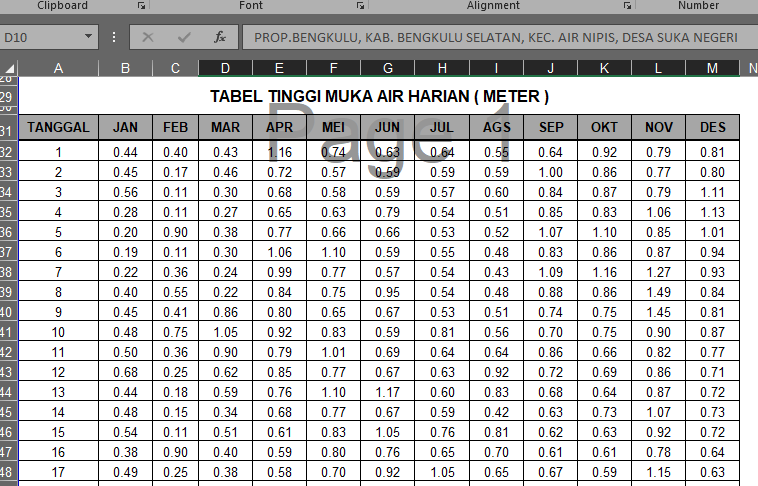 Clipboard Font Alignment Number
D10 fx PROP.BENGKULU, KAB. BENGKULU SELATAN, KEC. AIR NIPIS, DESA SUKA NEGERI
A B C D E F G H I J K L M N
28
29 TABEL TINGGI MUKA AIR HARIAN ( METER )
30
Page 1
31 TANGGAL JAN FEB MAR APR MEI JUN JUL AGS SEP OKT NOV DES
32 1 0.44 0.40 0.43 1.16 0.74 0.63 0.64 0.55 0.64 0.92 0.79 0.81
33 2 0.45 0.17 0.46 0.72 0.57 0.59 0.59 0.59 1.00 0.86 0.77 0.80
34 3 0.56 0.11 0.30 0.68 0.58 0.59 0.57 0.60 0.84 0.87 0.79 1.11
35 4 0.28 0.11 0.27 0.65 0.63 0.79 0.54 0.51 0.85 0.83 1.06 1.13
36 5 0.20 0.90 0.38 0.77 0.66 0.66 0.53 0.52 1.07 1.10 0.85 1.01
37 6 0.19 0.11 0.30 1.06 1.10 0.59 0.55 0.48 0.83 0.86 0.87 0.94
38 7 0.22 0.36 0.24 0.99 0.77 0.57 0.54 0.43 1.09 1.16 1.27 0.93
39 8 0.40 0.55 0.22 0.84 0.75 0.95 0.54 0.48 0.88 0.86 1.49 0.84
40 9 0.45 0.41 0.86 0.80 0.65 0.67 0.53 0.51 0.74 0.75 1.45 0.81
41 10 0.48 0.75 1.05 0.92 0.83 0.59 0.81 0.56 0.70 0.75 0.90 0.87
42 11 0.50 0.36 0.90 0.79 1.01 0.69 0.64 0.64 0.86 0.66 0.82 0.77
43 12 0.68 0.25 0.62 0.85 0.77 0.67 0.63 0.92 0.72 0.69 0.86 0.71
44 13 0.44 0.18 0.59 0.76 1.10 1.17 0.60 0.83 0.68 0.64 0.87 0.72
45 14 0.48 0.15 0.34 0.68 0.77 0.67 0.59 0.42 0.63 0.73 1.07 0.73
46 15 0.54 0.11 0.51 0.61 0.83 1.05 0.76 0.81 0.62 0.63 0.92 0.72
47 16 0.38 0.90 0.40 0.59 0.80 0.76 0.65 0.70 0.61 0.61 0.78 0.64
48 17 0.49 0.25 0.38 0.58 0.70 0.92 1.05 0.65 0.67 0.59 1.15 0.63